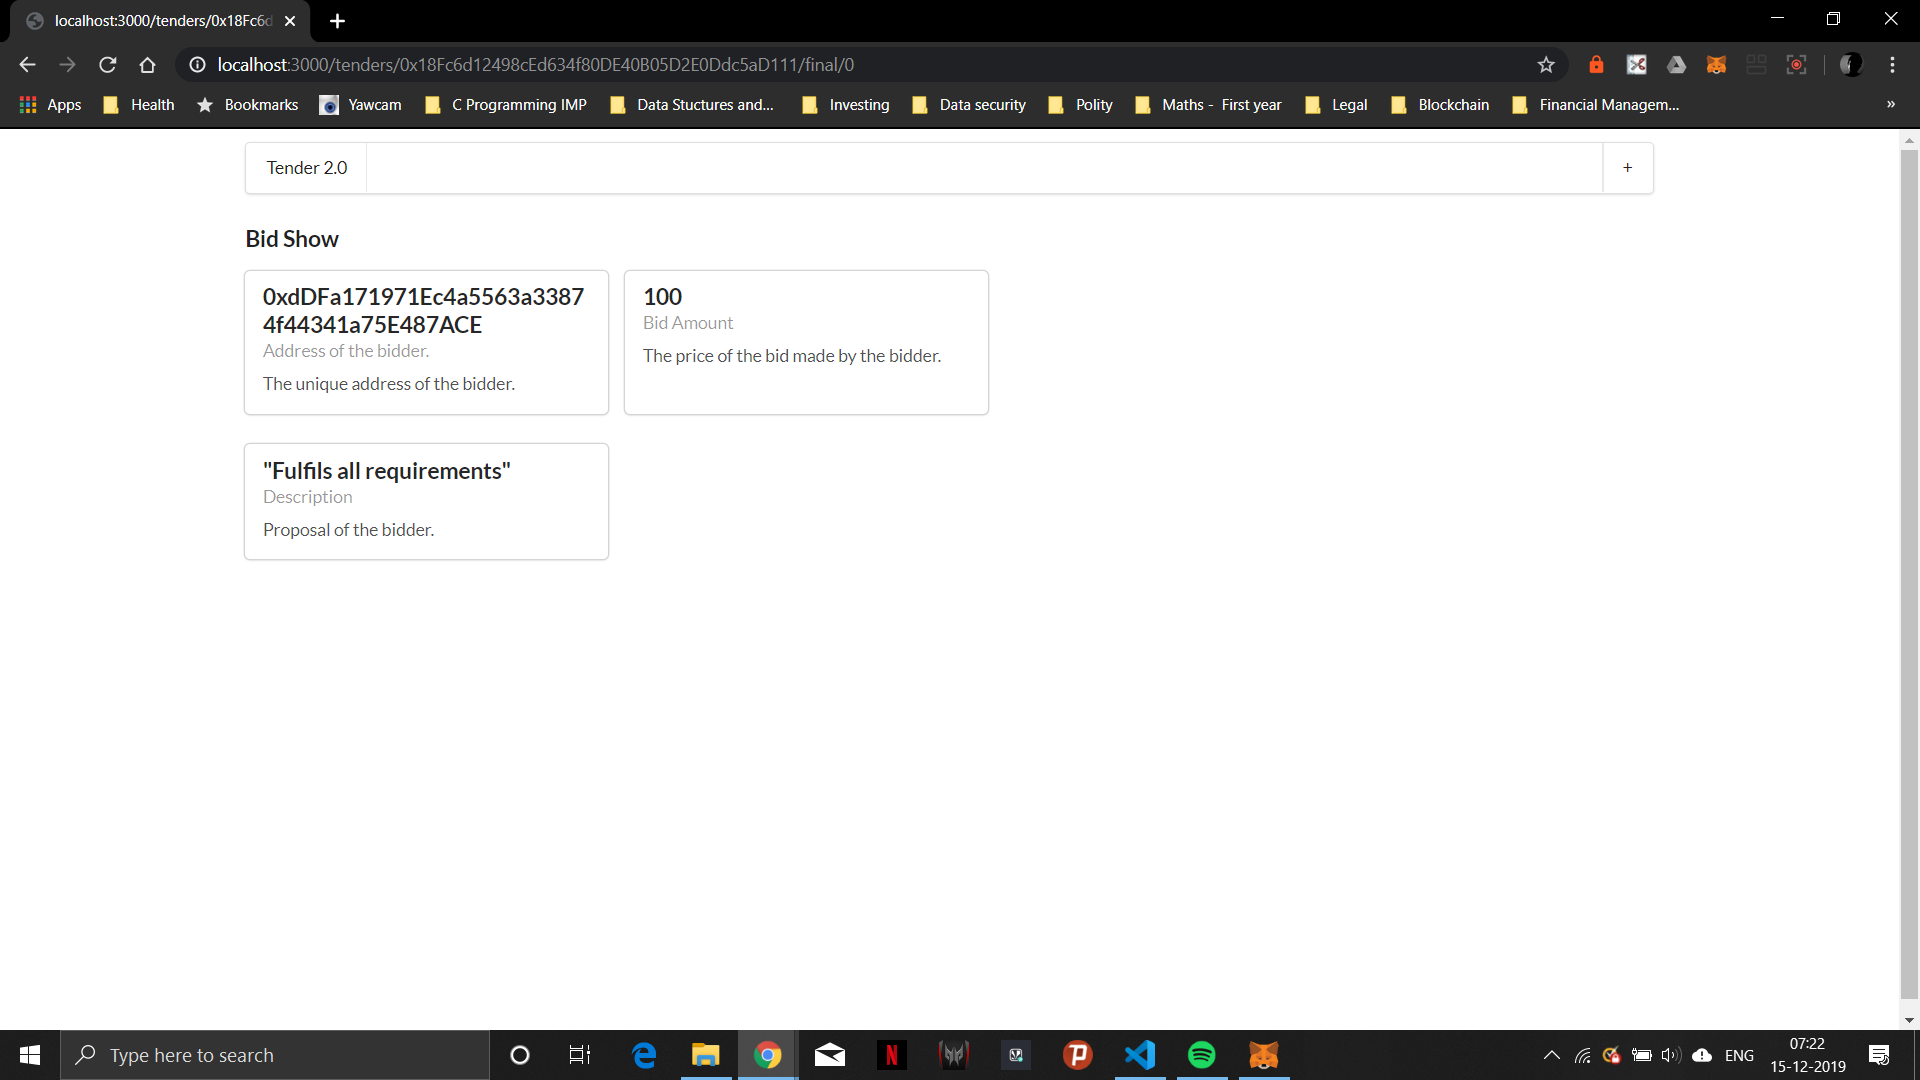 localhost:3000/tenders/0x18Fc6d
localhost:3000/tenders/0x18Fc6d12498cEd634f80DE40B05D2E0Ddc5aD111/final/0
Apps Health Bookmarks Yawcam C Programming IMP Data Stuctures and... Investing Data security Polity Maths - First year Legal Blockchain Financial Managem... »
Tender 2.0 +
Bid Show
0xdDFa171971Ec4a5563a3387
4f44341a75E487ACE
Address of the bidder.
The unique address of the bidder.
100
Bid Amount
The price of the bid made by the bidder.
"Fulfils all requirements"
Description
Proposal of the bidder.
Type here to search
ENG
07:22
15-12-2019